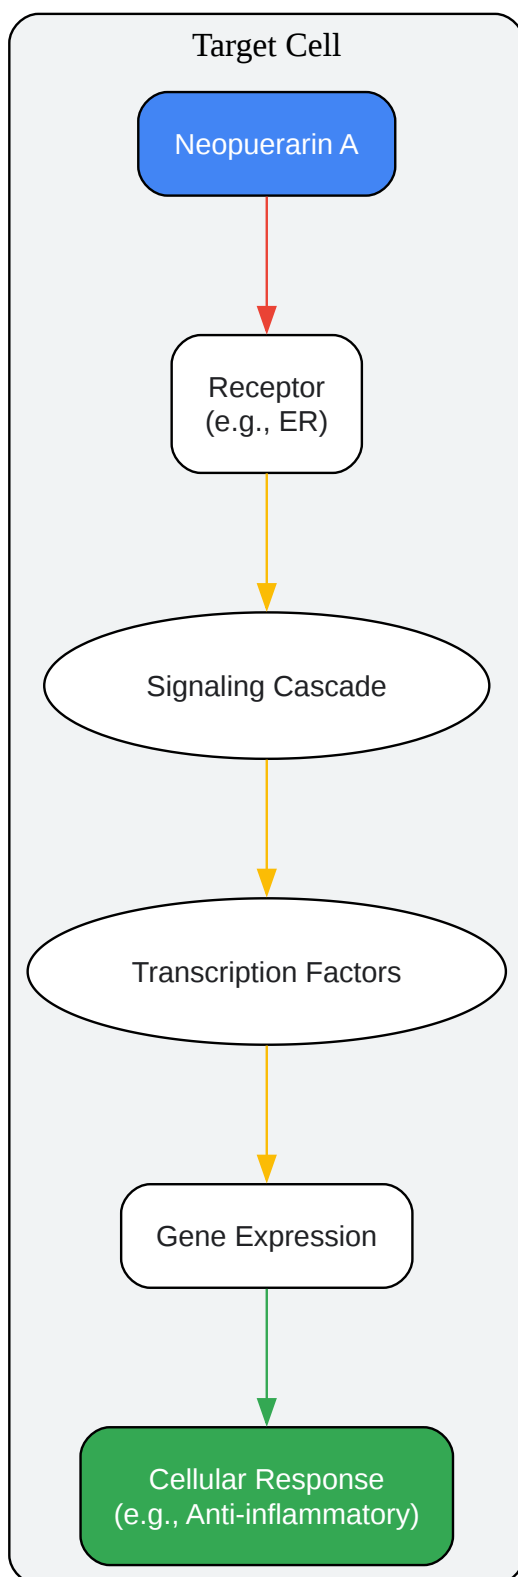 Target Cell
Neopuerarin A
Receptor
(e.g., ER)
Signaling Cascade
Transcription Factors
Gene Expression
Cellular Response
(e.g., Anti-inflammatory)